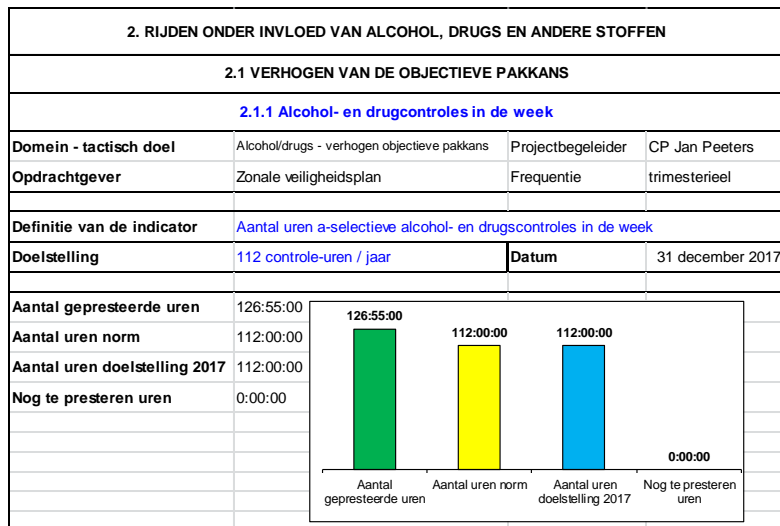 2. RIJDEN ONDER INVLOED VAN ALCOHOL, DRUGS EN ANDERE STOFFEN
2.1 VERHOGEN VAN DE OBJECTIEVE PAKKANS
2.1.1 Alcohol- en drugcontroles in de week
Domein - tactisch doel Alcohol/drugs - verhogen objectieve pakkans Projectbegeleider CP Jan Peeters
Opdrachtgever Zonale veiligheidsplan Frequentie trimesterieel
Definitie van de indicator Aantal uren a-selectieve alcohol- en drugscontroles in de week
Doelstelling 112 controle-uren / jaar Datum 31 december 2017
Aantal gepresteerde uren 126:55:00
Aantal uren norm 112:00:00
Aantal uren doelstelling 2017 112:00:00
Nog te presteren uren 0:00:00
126:55:00
112:00:00 112:00:00
0:00:00
Aantal Aantal uren norm Aantal uren Nog te presteren
gepresteerde uren doelstelling 2017 uren